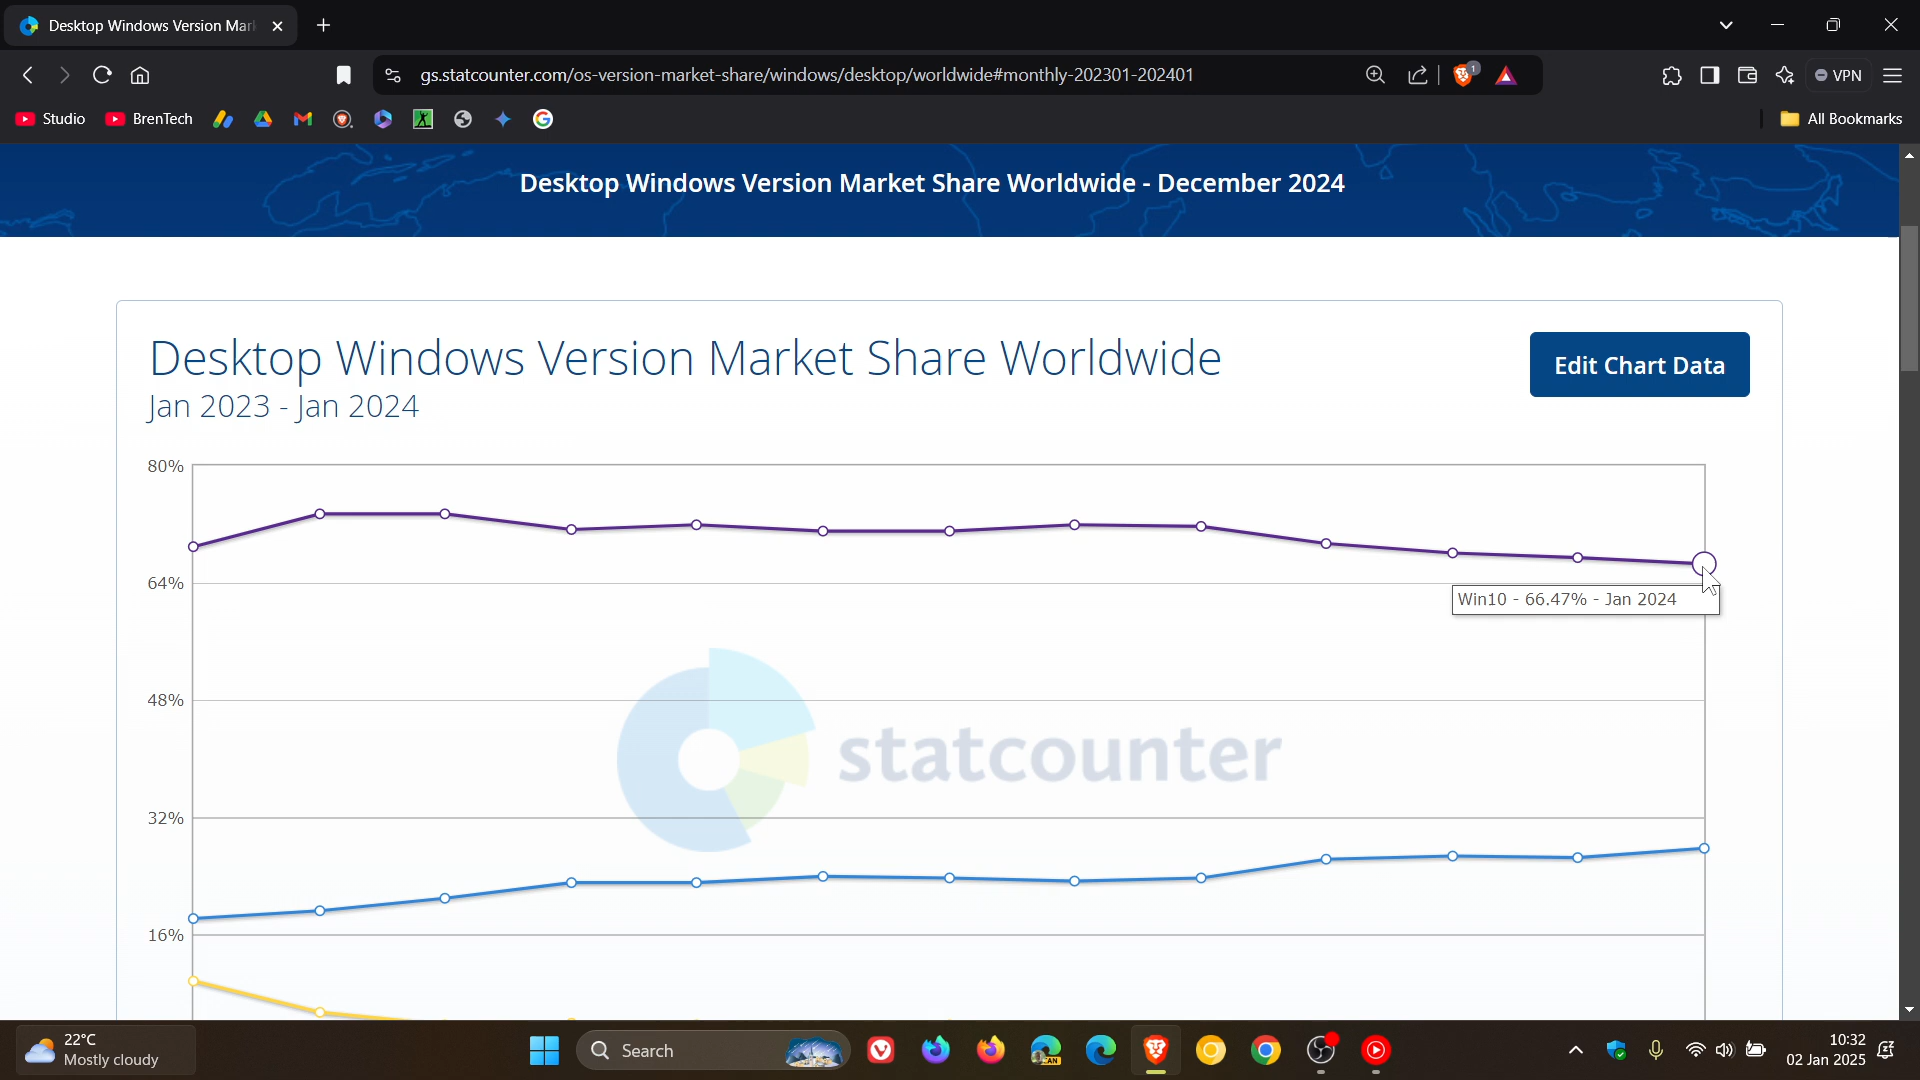 Desktop Windows Version Mar
gs.statcounter.com/os-version-market-share/windows/desktop/worldwide#monthly-202301-202401
1
VPN
Studio
BrenTech
All Bookmarks
Desktop Windows Version Market Share Worldwide - December 2024
Desktop Windows Version Market Share Worldwide
Edit Chart Data
Jan 2023 - Jan 2024
80%
64%
Win10 - 66.47% - Jan 2024
48%
statcounter
32%
16%
22°C
Mostly cloudy
Search
CAN
10:32
02 Jan 2025